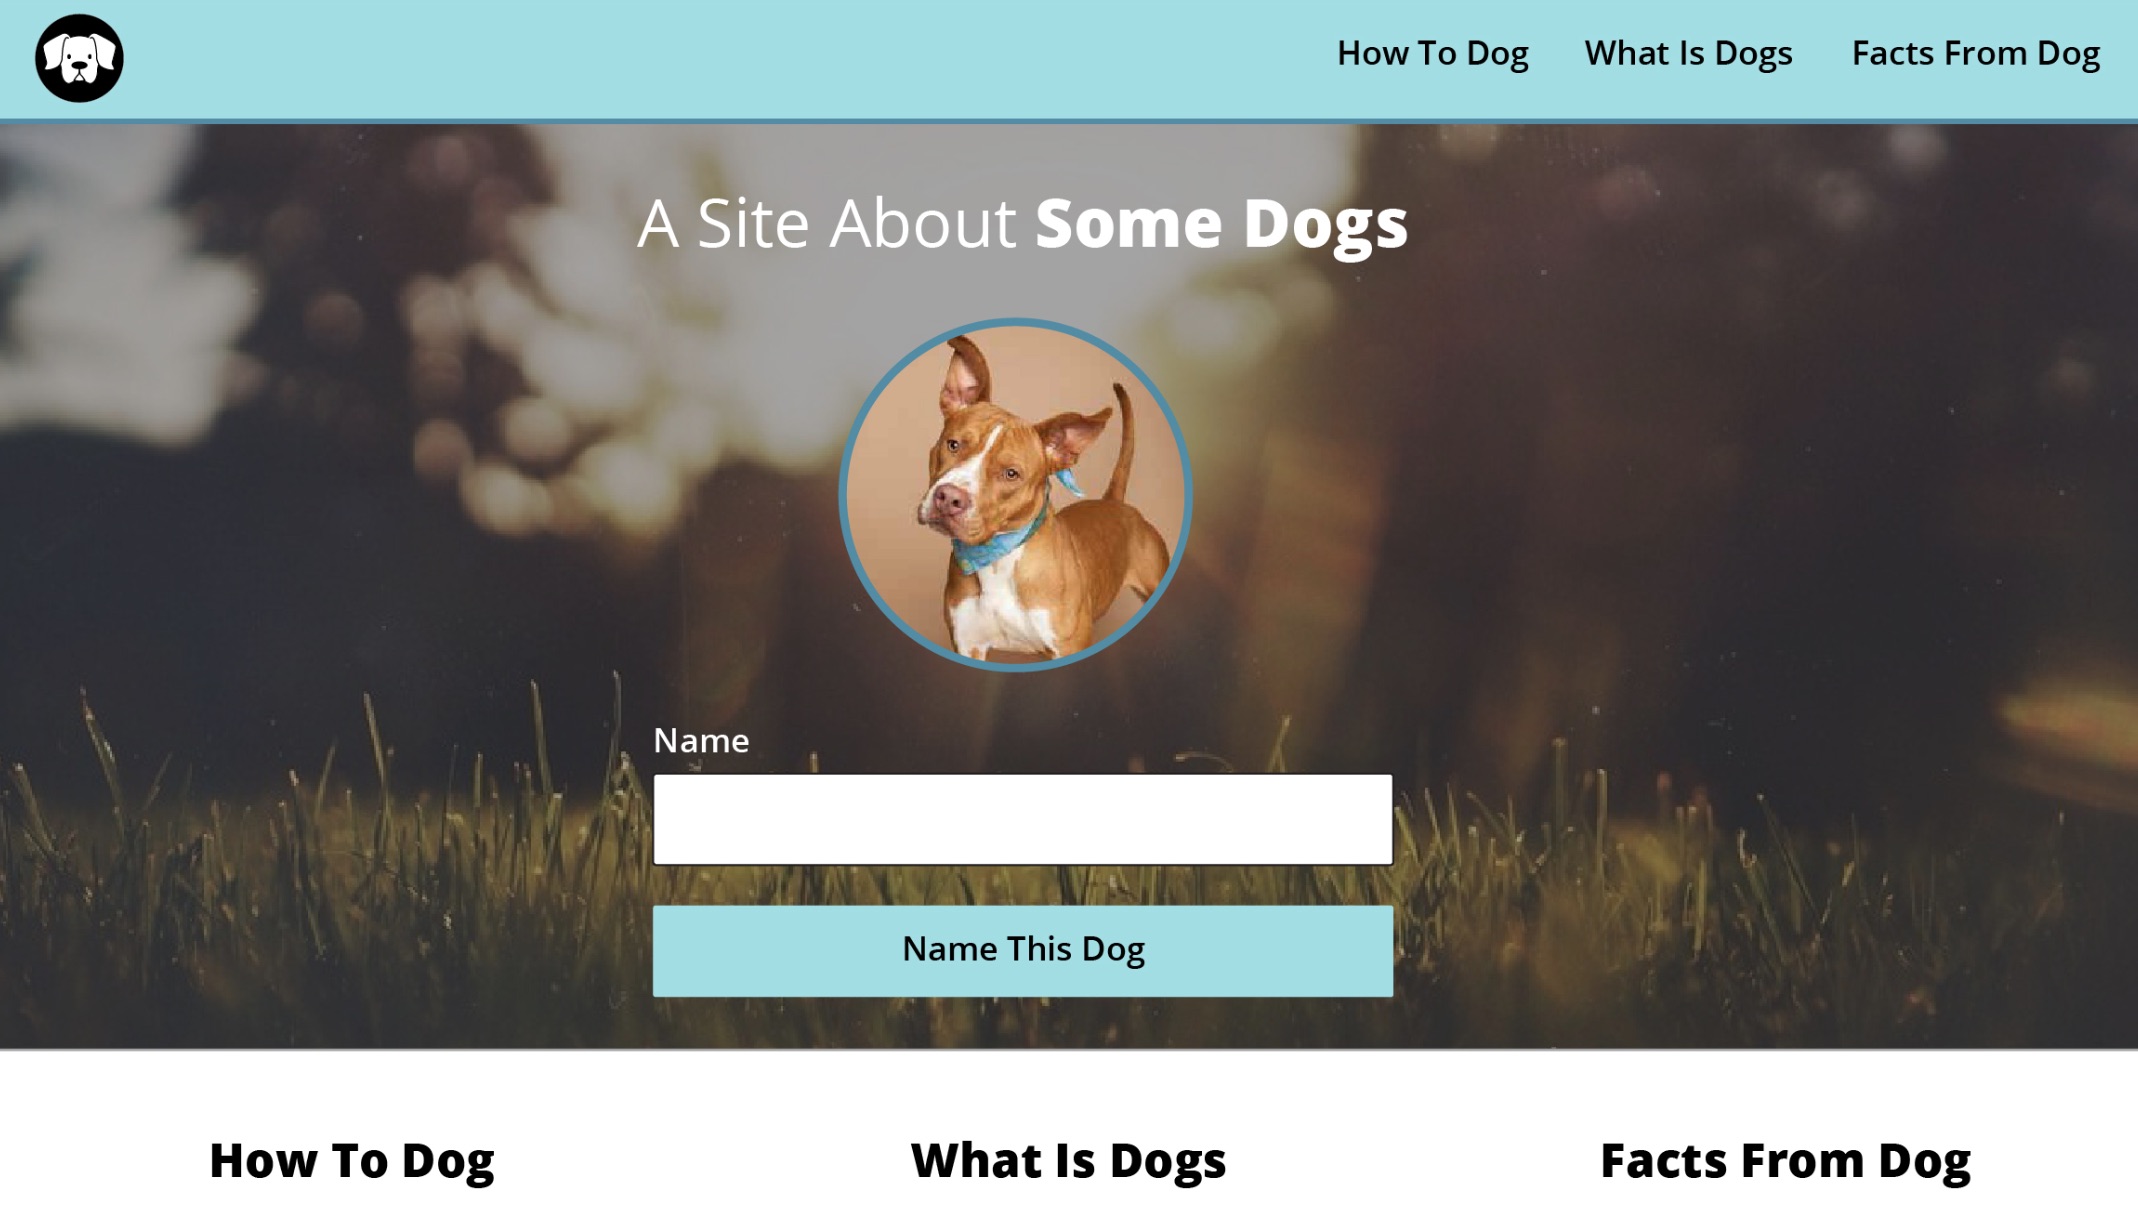 How To Dog
What Is Dogs
Facts From Dog
A Site About Some Dogs
Name
Name This Dog
How To Dog
What Is Dogs
Facts From Dog